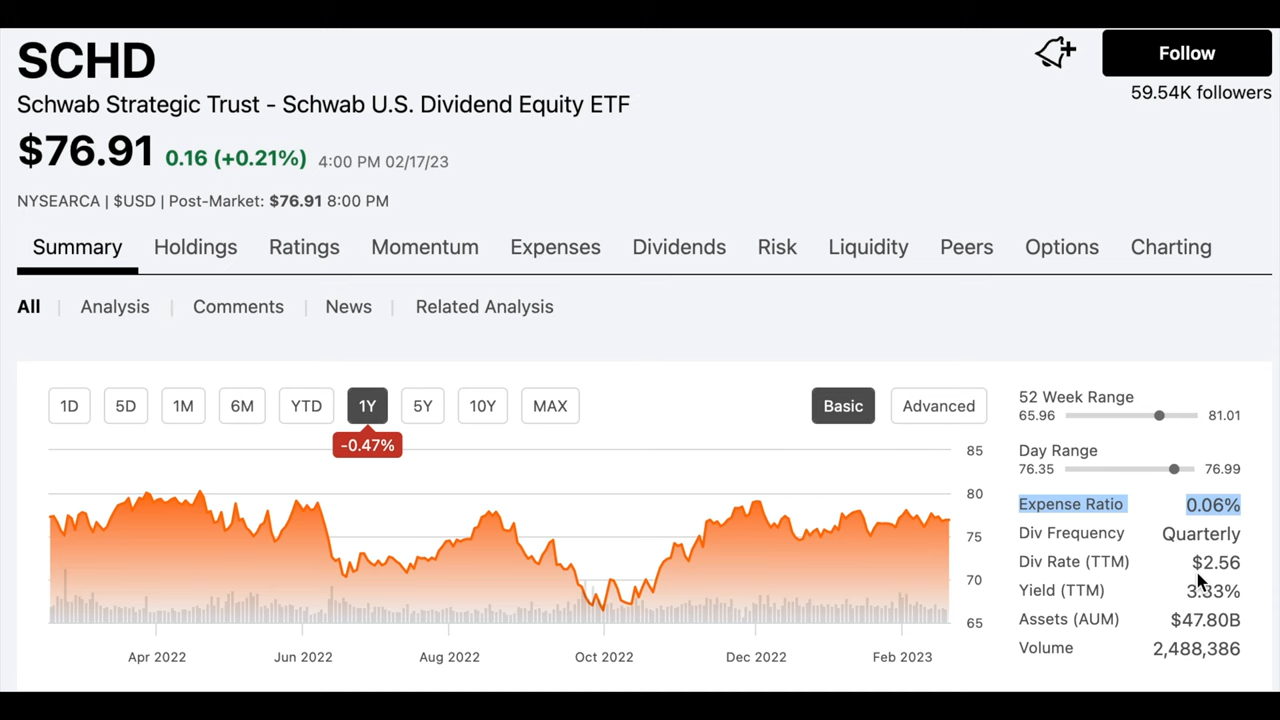 SCHD
Follow
59.54K followers
Schwab Strategic Trust - Schwab U.S. Dividend Equity ETF
$76.91 0.16 (+0.21%) 4:00 PM 02/17/23
NYSEARCA | $USD | Post-Market: $76.91 8:00 PM
Summary Holdings Ratings Momentum Expenses Dividends Risk Liquidity Peers Options Charting
All | Analysis | Comments | News | Related Analysis
1D 5D 1M 6M YTD 1Y 5Y 10Y MAX Basic Advanced
-0.47%
85
80
75
70
65
Apr 2022 Jun 2022 Aug 2022 Oct 2022 Dec 2022 Feb 2023
52 Week Range
65.96 81.01
Day Range
76.35 76.99
Expense Ratio 0.06%
Div Frequency Quarterly
Div Rate (TTM) $2.56
Yield (TTM) 3.33%
Assets (AUM) $47.80B
Volume 2,488,386